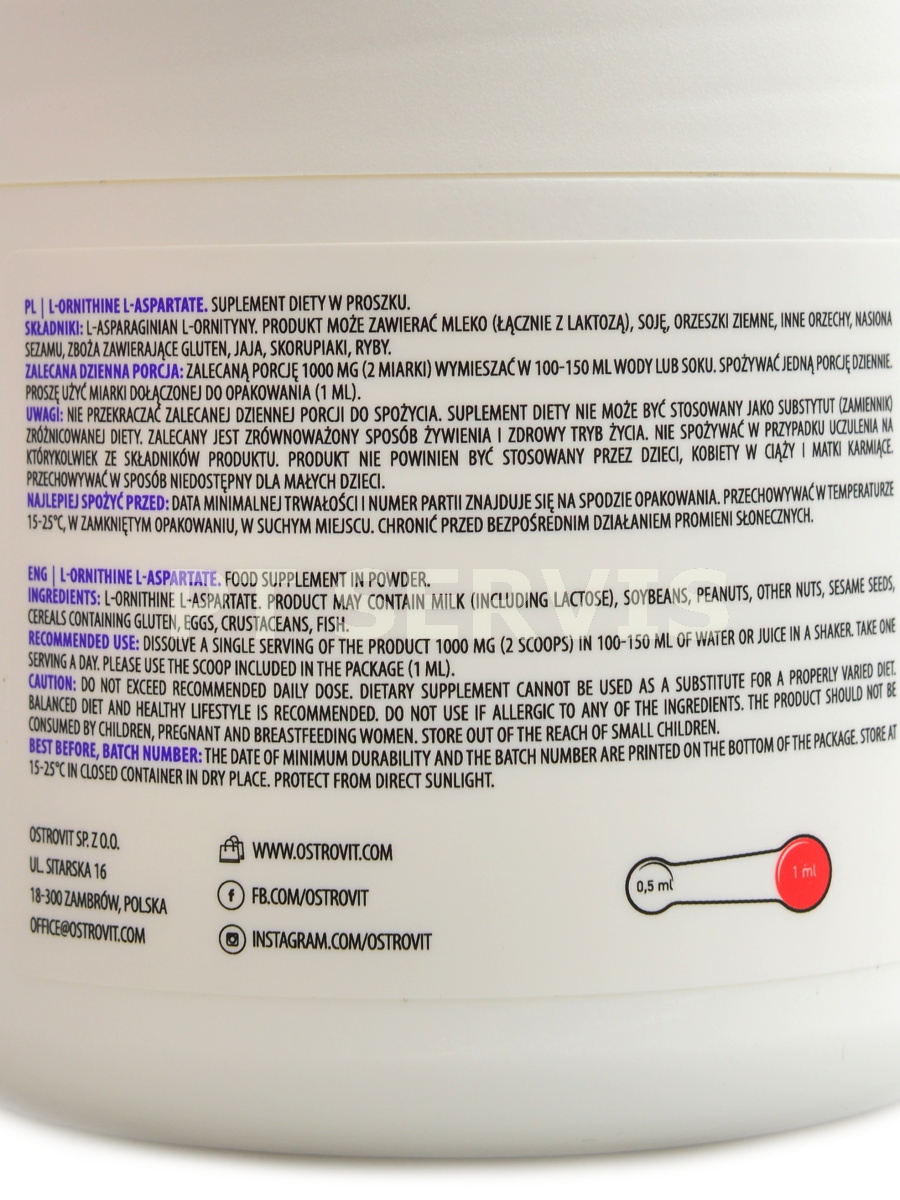 PL | L-ORNITHINE L-ASPARTATE. SUPLEMENT DIETY W PROSZKU.
SKŁADNIKI: L-ASPARAGINIAN L-ORNITYNY. PRODUKT MOŻE ZAWIERAĆ MLEKO (ŁĄCZNIE Z LAKTOZĄ), SOJĘ, ORZESZKI ZIEMNE, INNE ORZECHY, NASIONA
SEZAMU, ZBOŻA ZAWIERAJĄCE GLUTEN, JAJA, SKORUPIAKI, RYBY.
ZALECANA DZIENNA PORCJA: ZALECANĄ PORCJĘ 1000 MG (2 MIARKI) WYMIESZAĆ W 100-150 ML WODY LUB SOKU. SPOŻYWAĆ JEDNĄ PORCJĘ DZIENNIE.
PROSZĘ UŻYĆ MIARKI DOŁĄCZONEJ DO OPAKOWANIA (1 ML).
UWAGI: NIE PRZEKRACZAĆ ZALECANEJ DZIENNEJ PORCJI DO SPOŻYCIA. SUPLEMENT DIETY NIE MOŻE BYĆ STOSOWANY JAKO SUBSTYTUT (ZAMIENNIK)
ZRÓŻNICOWANEJ DIETY. ZALECANY JEST ZRÓWNOWAŻONY SPOSÓB ŻYWIENIA I ZDROWY TRYB ŻYCIA. NIE SPOŻYWAĆ W PRZYPADKU UCZULENIA NA
KTÓRYKOLWIEK ZE SKŁADNIKÓW PRODUKTU. PRODUKT NIE POWINIEN BYĆ STOSOWANY PRZEZ DZIECI, KOBIETY W CIĄŻY I MATKI KARMIĄCE.
PRZECHOWYWAĆ W SPOSÓB NIEDOSTĘPNY DLA MAŁYCH DZIECI.
NAJLEPIEJ SPOŻYĆ PRZED: DATA MINIMALNEJ TRWAŁOŚCI I NUMER PARTII ZNAJDUJE SIĘ NA SPODZIE OPAKOWANIA. PRZECHOWYWAĆ W TEMPERATURZE
15-25°C, W ZAMKNIĘTYM OPAKOWANIU, W SUCHYM MIEJSCU. CHRONIĆ PRZED BEZPOŚREDNIM DZIAŁANIEM PROMIENI SŁONECZNYCH.
ENG | L-ORNITHINE L-ASPARTATE. FOOD SUPPLEMENT IN POWDER.
INGREDIENTS: L-ORNITHINE L-ASPARTATE. PRODUCT MAY CONTAIN MILK (INCLUDING LACTOSE), SOYBEANS, PEANUTS, OTHER NUTS, SESAME SEEDS,
CEREALS CONTAINING GLUTEN, EGGS, CRUSTACEANS, FISH.
RECOMMENDED USE: DISSOLVE A SINGLE SERVING OF THE PRODUCT 1000 MG (2 SCOOPS) IN 100-150 ML OF WATER OR JUICE IN A SHAKER. TAKE ONE
SERVING A DAY. PLEASE USE THE SCOOP INCLUDED IN THE PACKAGE (1 ML).
CAUTION: DO NOT EXCEED RECOMMENDED DAILY DOSE. DIETARY SUPPLEMENT CANNOT BE USED AS A SUBSTITUTE FOR A PROPERLY VARIED DIET.
BALANCED DIET AND HEALTHY LIFESTYLE IS RECOMMENDED. DO NOT USE IF ALLERGIC TO ANY OF THE INGREDIENTS. THE PRODUCT SHOULD NOT BE
CONSUMED BY CHILDREN, PREGNANT AND BREASTFEEDING WOMEN. STORE OUT OF THE REACH OF SMALL CHILDREN.
BEST BEFORE, BATCH NUMBER: THE DATE OF MINIMUM DURABILITY AND THE BATCH NUMBER ARE PRINTED ON THE BOTTOM OF THE PACKAGE. STORE AT
15-25°C IN CLOSED CONTAINER IN DRY PLACE. PROTECT FROM DIRECT SUNLIGHT.
OSTROVIT SP. Z O.O.
UL. SITARSKA 16
18-300 ZAMBRÓW, POLSKA
OFFICE@OSTROVIT.COM
WWW.OSTROVIT.COM
FB.COM/OSTROVIT
INSTAGRAM.COM/OSTROVIT
0,5 ml
1 ml